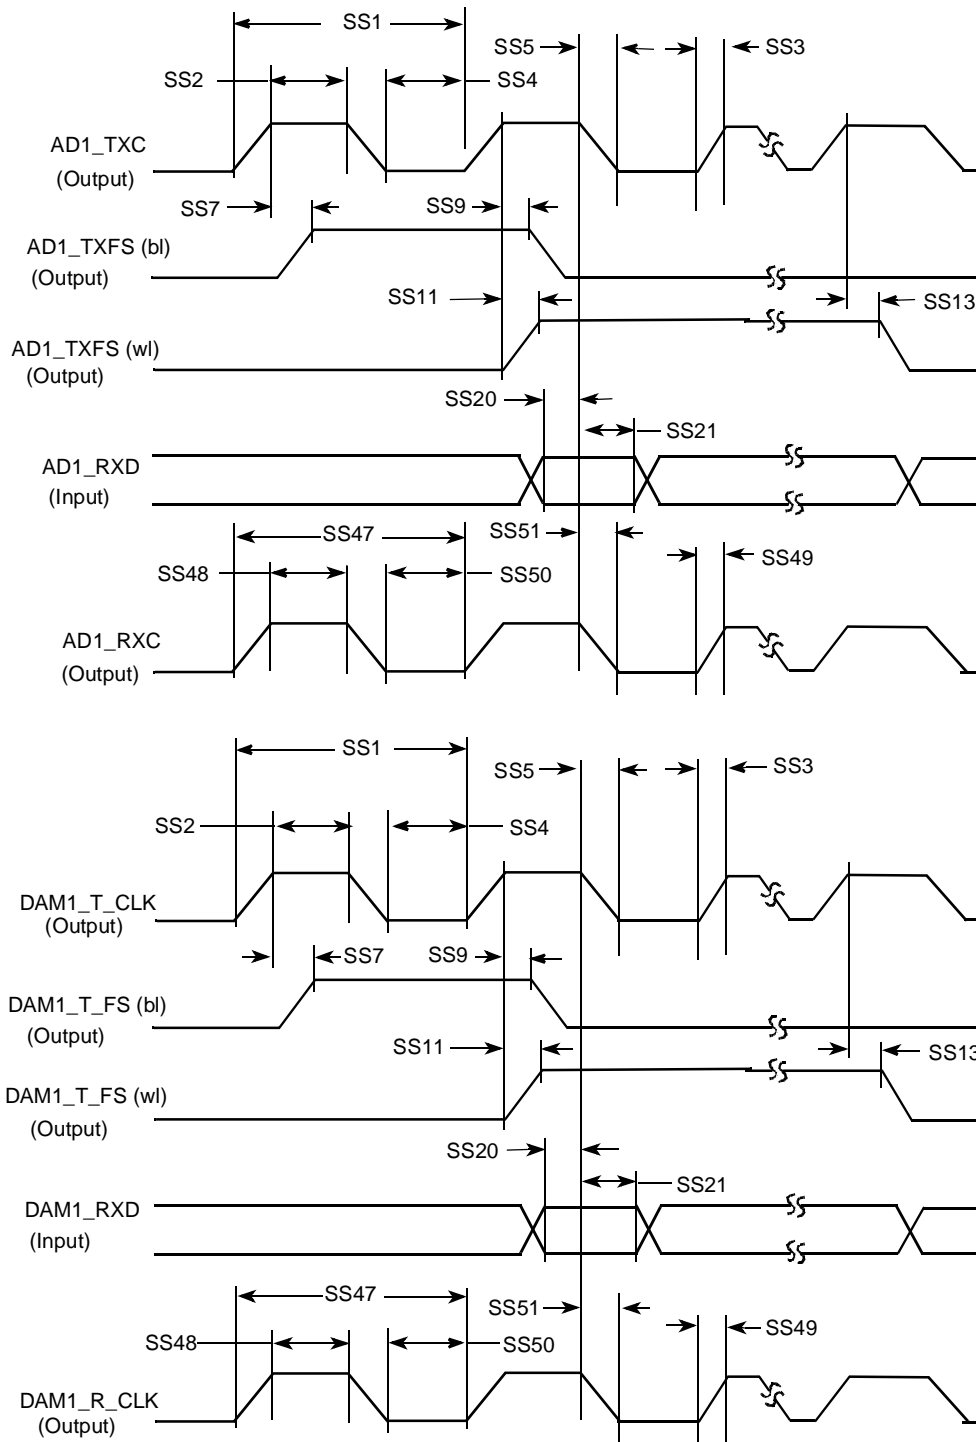 SS1
SS5
SS3
SS2
SS4
AD1_TXC
(Output)
SS7
SS9
AD1_TXFS (bl)
(Output)
SS11
SS13
AD1_TXFS (wl)
(Output)
SS20
SS21
AD1_RXD
(Input)
SS47
SS51
SS49
SS48
SS50
AD1_RXC
(Output)
SS1
SS5
SS3
SS2
SS4
DAM1_T_CLK
(Output)
SS7
SS9
DAM1_T_FS (bl)
(Output)
SS11
SS13
DAM1_T_FS (wl)
(Output)
SS20
SS21
DAM1_RXD
(Input)
SS47
SS51
SS49
SS48
SS50
DAM1_R_CLK
(Output)